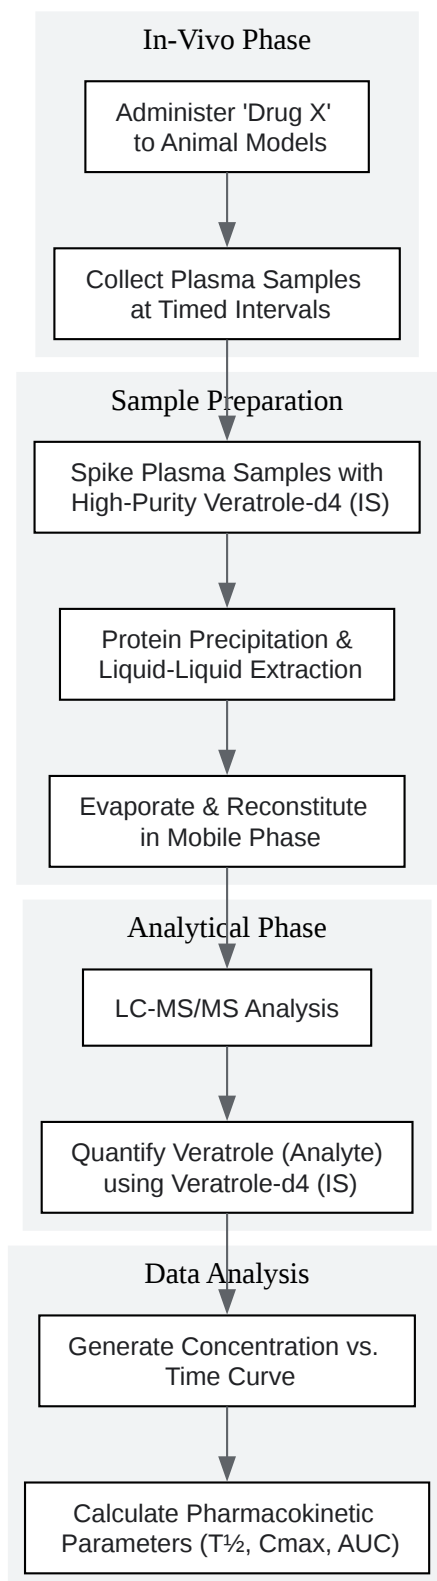 In-Vivo Phase
Administer 'Drug X'
to Animal Models
Collect Plasma Samples
at Timed Intervals
Sample Preparation
Spike Plasma Samples with
High-Purity Veratrole-d4 (IS)
Protein Precipitation &
Liquid-Liquid Extraction
Evaporate & Reconstitute
in Mobile Phase
Analytical Phase
LC-MS/MS Analysis
Quantify Veratrole (Analyte)
using Veratrole-d4 (IS)
Data Analysis
Generate Concentration vs.
Time Curve
Calculate Pharmacokinetic
Parameters (T½, Cmax, AUC)